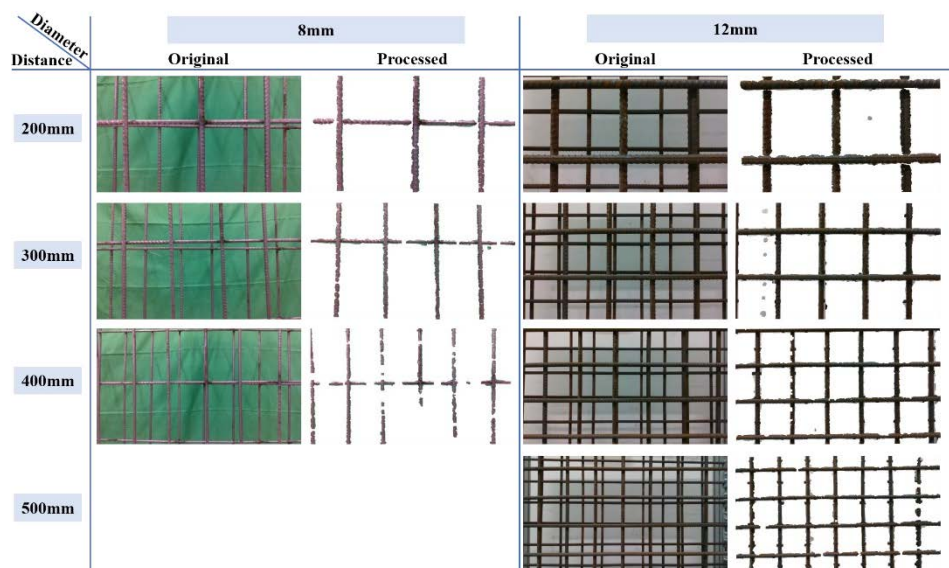 Diameter
Distance
8mm
12mm
Original
Processed
Original
Processed
200mm
300mm
400mm
500mm